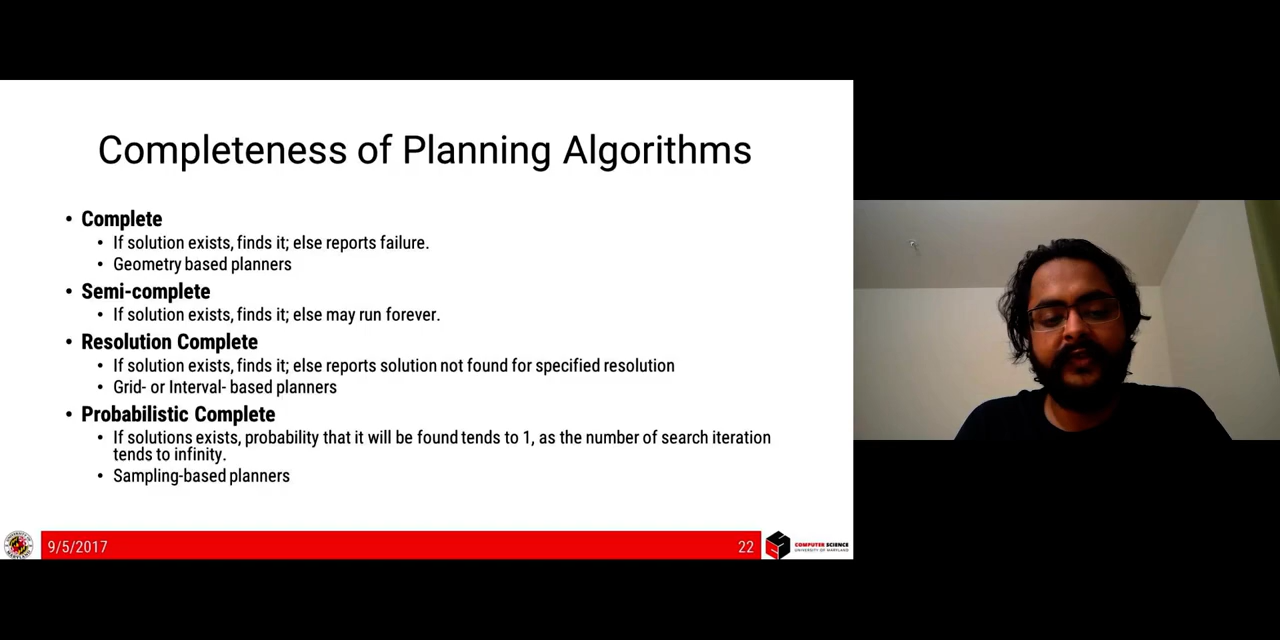 Completeness of Planning Algorithms
• Complete
• If solution exists, finds it; else reports failure.
• Geometry based planners
• Semi-complete
• If solution exists, finds it; else may run forever.
• Resolution Complete
• If solution exists, finds it; else reports solution not found for specified resolution
• Grid- or Interval- based planners
• Probabilistic Complete
• If solutions exists, probability that it will be found tends to 1, as the number of search iteration
tends to infinity.
• Sampling-based planners
9/5/2017
22
COMPUTER SCIENCE
UNIVERSITY OF MARYLAND